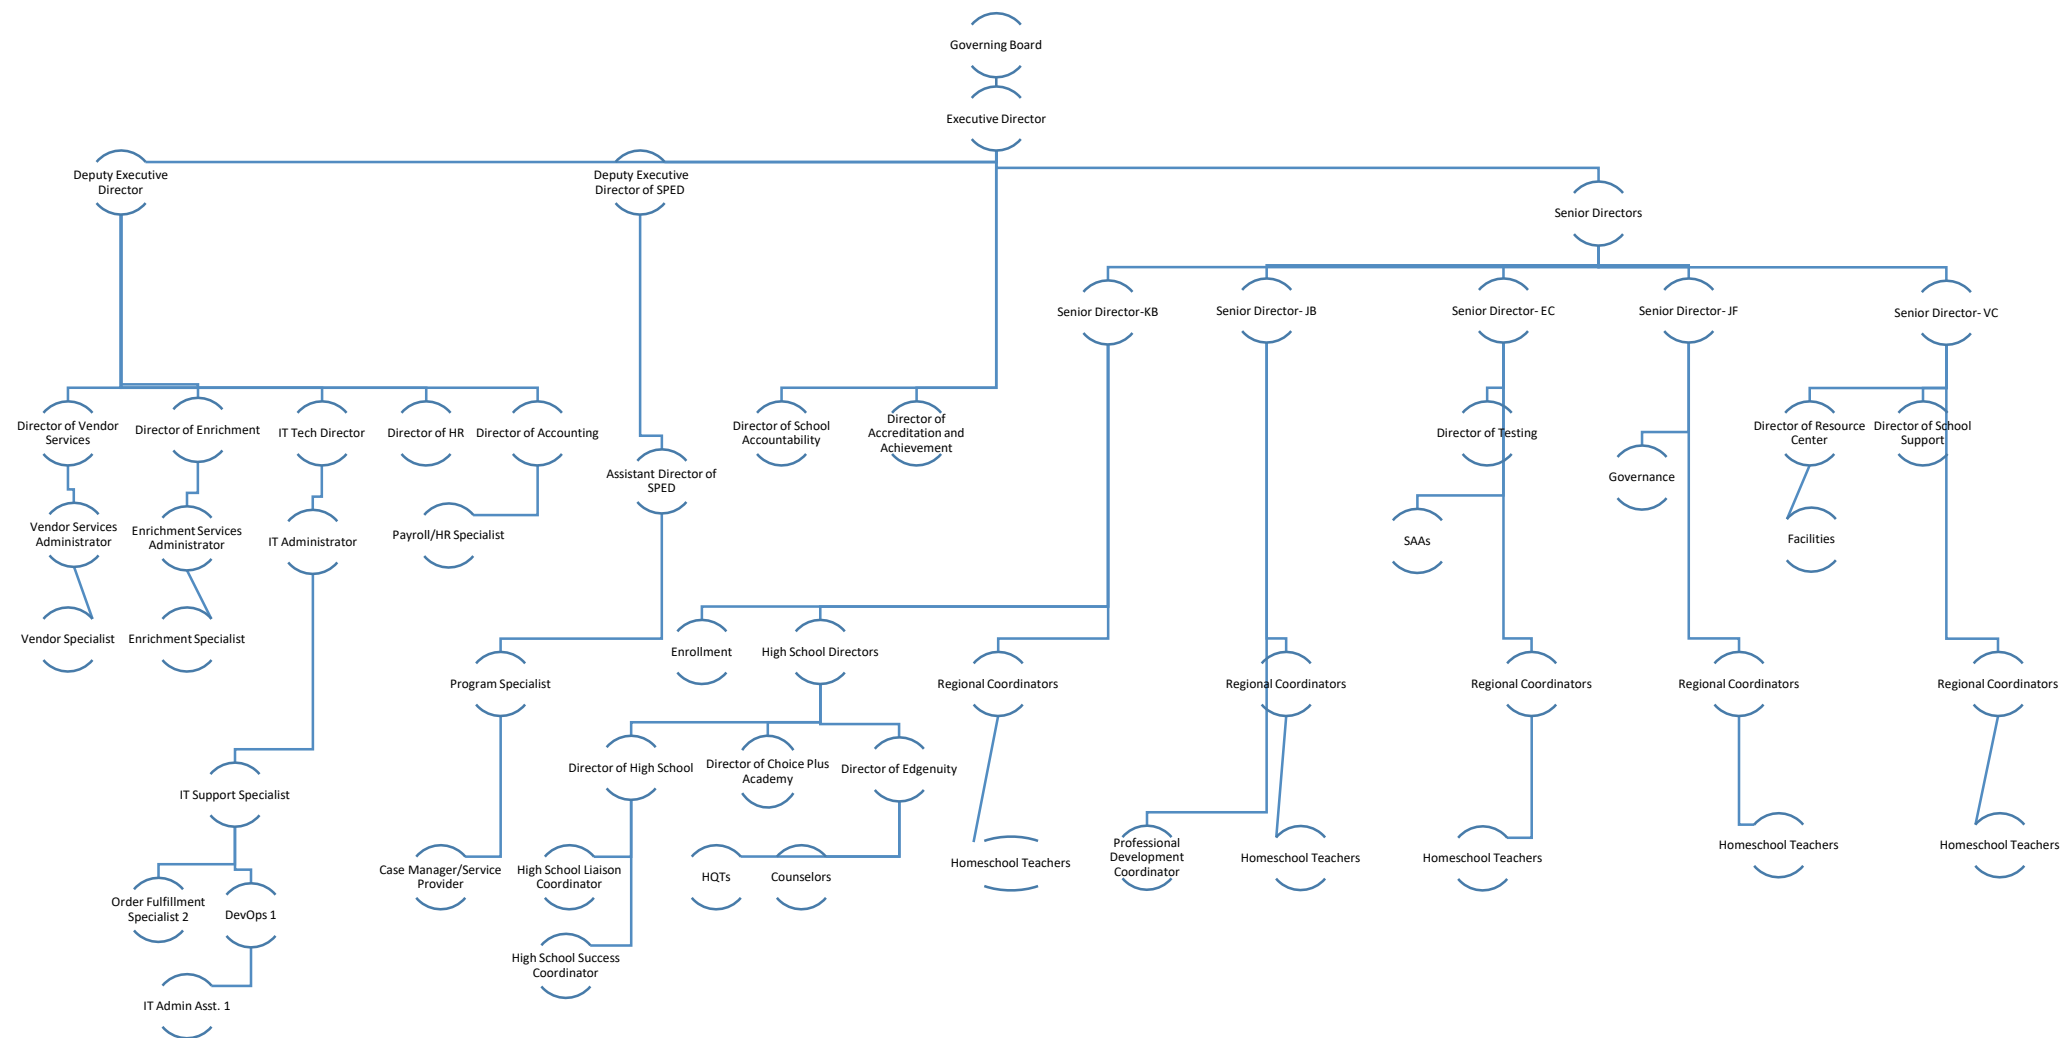 Governing Board
Executive Director
Deputy Executive
Director
Deputy Executive
Director of SPED
Senior Directors
Senior Director-KB
Senior Director- JB
Senior Director- EC
Senior Director- JF
Senior Director- VC
Director of Vendor
Services
Director of Enrichment
IT Tech Director
Director of HR
Director of Accounting
Director of School
Accountability
Director of
Accreditation and
Achievement
Director of Testing
Director of Resource
Center
Director of School
Support
Assistant Director of
SPED
Governance
Vendor Services
Administrator
Enrichment Services
Administrator
IT Administrator
Payroll/HR Specialist
SAAs
Facilities
Vendor Specialist
Enrichment Specialist
Enrollment
High School Directors
Program Specialist
Regional Coordinators
Regional Coordinators
Regional Coordinators
Regional Coordinators
Regional Coordinators
Director of High School
Director of Choice Plus
Academy
Director of Edgenuity
IT Support Specialist
Case Manager/Service
Provider
High School Liaison
Coordinator
HQTs
Counselors
Homeschool Teachers
Professional
Development
Coordinator
Homeschool Teachers
Homeschool Teachers
Homeschool Teachers
Homeschool Teachers
Order Fulfillment
Specialist 2
DevOps 1
High School Success
Coordinator
IT Admin Asst. 1